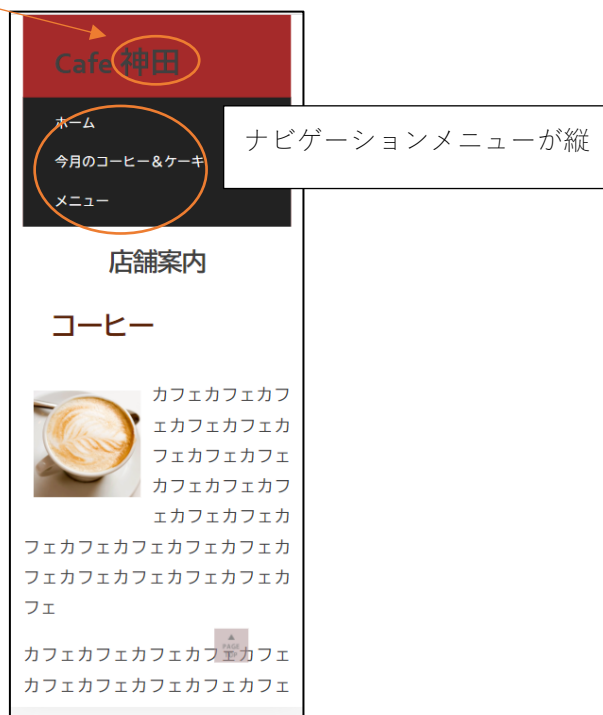 Cafe 神田
ホーム
今月のコーヒー＆ケーキ
メニュー
ナビゲーションメニューが縦
店舗案内
コーヒー
カフェカフェカフ
ェカフェカフェカ
フェカフェカフェ
カフェカフェカフ
ェカフェカフェカ
フェカフェカフェカフェカフェカ
フェカフェカフェカフェカフェカ
フェ
PAGE
TOP
カフェカフェカフェカフェカフェ
カフェカフェカフェカフェカフェ